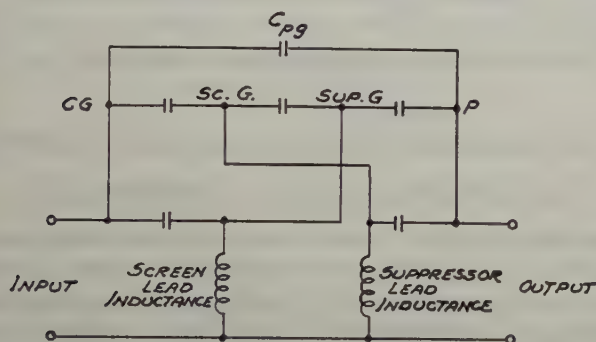 Cpg
CG
SC. G.
SUP. G
P
INPUT
SCREEN
LEAD
INDUCTANCE
SUPPRESSOR
LEAD
INDUCTANCE
OUTPUT